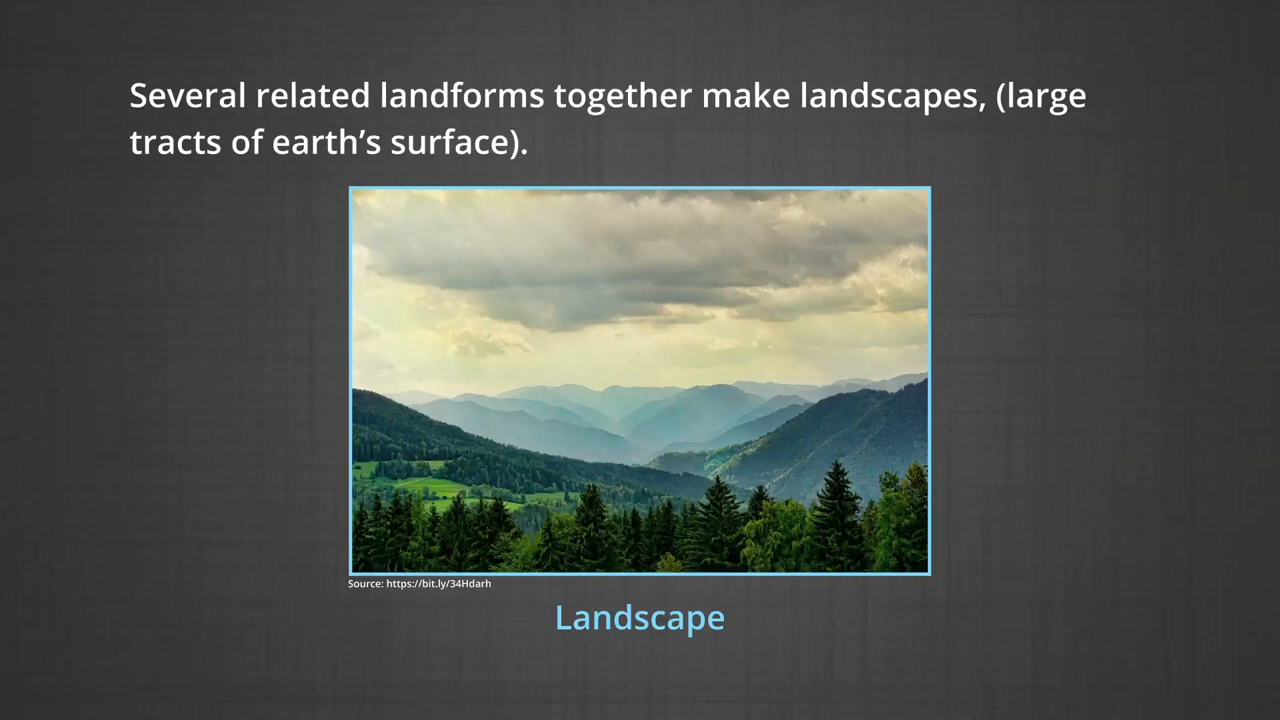 Several related landforms together make landscapes, (large
tracts of earth’s surface).
Source: https://bit.ly/34Hdarh
Landscape